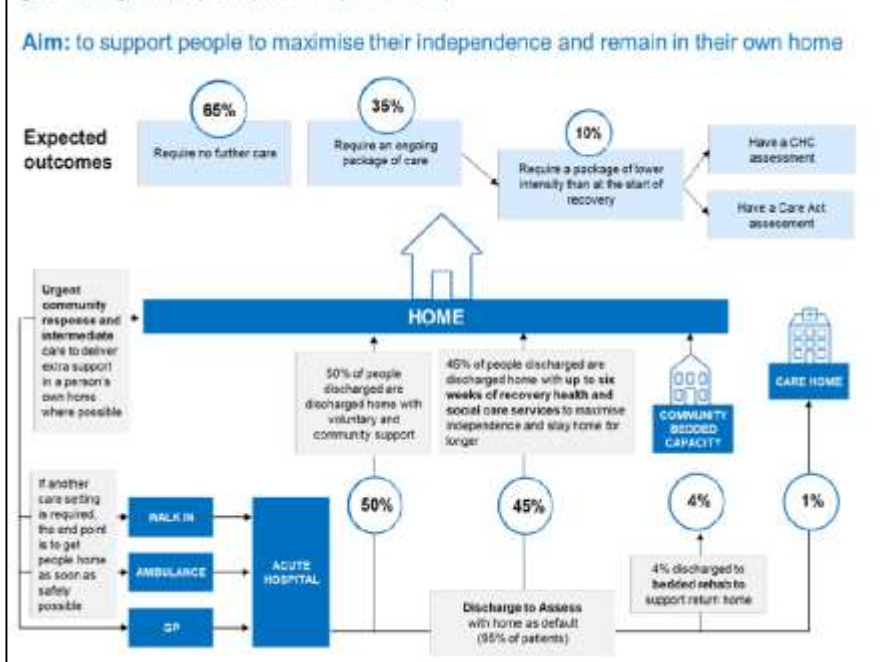 Aim: to support people to maximise their independence and remain in their own home
Expected
outcomes
65%
Require no further care
35%
Require an ongoing
package of care
10%
Require a package of lower
intensity than at the start of
recovery
Have a CHC
assessment
Have a Care Act
assessment
Urgent
community
response and
intermediate
care to deliver
extra support
in a person's
own home
where possible
HOME
50% of people
discharged are
discharged home with
voluntary and
community support
45% of people discharged are
discharged home with up to six
weeks of recovery health and
social care services to maximise
independence and stay home for
longer
COMMUNITY
BEDDED
CAPACITY
CARE HOME
If another
care setting
is required,
the end point
is to get
people home
as soon as
safely
possible
WALK IN
AMBULANCE
GP
ACUTE
HOSPITAL
50%
45%
4%
1%
Discharge to Assess
with home as default
(95% of patients)
4% discharged to
bedded rehab to
support return home